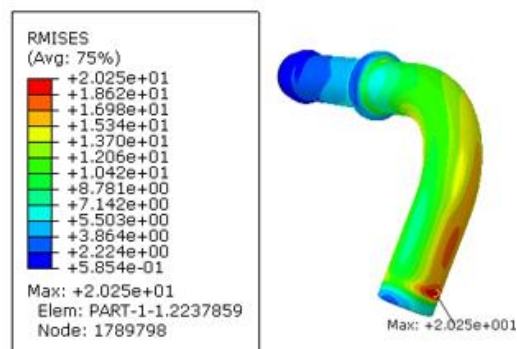 RMISES
(Avg: 75%)
+2.025e+01
+1.862e+01
+1.698e+01
+1.534e+01
+1.370e+01
+1.206e+01
+1.042e+01
+8.781e+00
+7.142e+00
+5.503e+00
+3.864e+00
+2.224e+00
+5.854e-01
Max: +2.025e+01
Elem: PART-1-1.2237859
Node: 1789798
Max: +2.025e+001